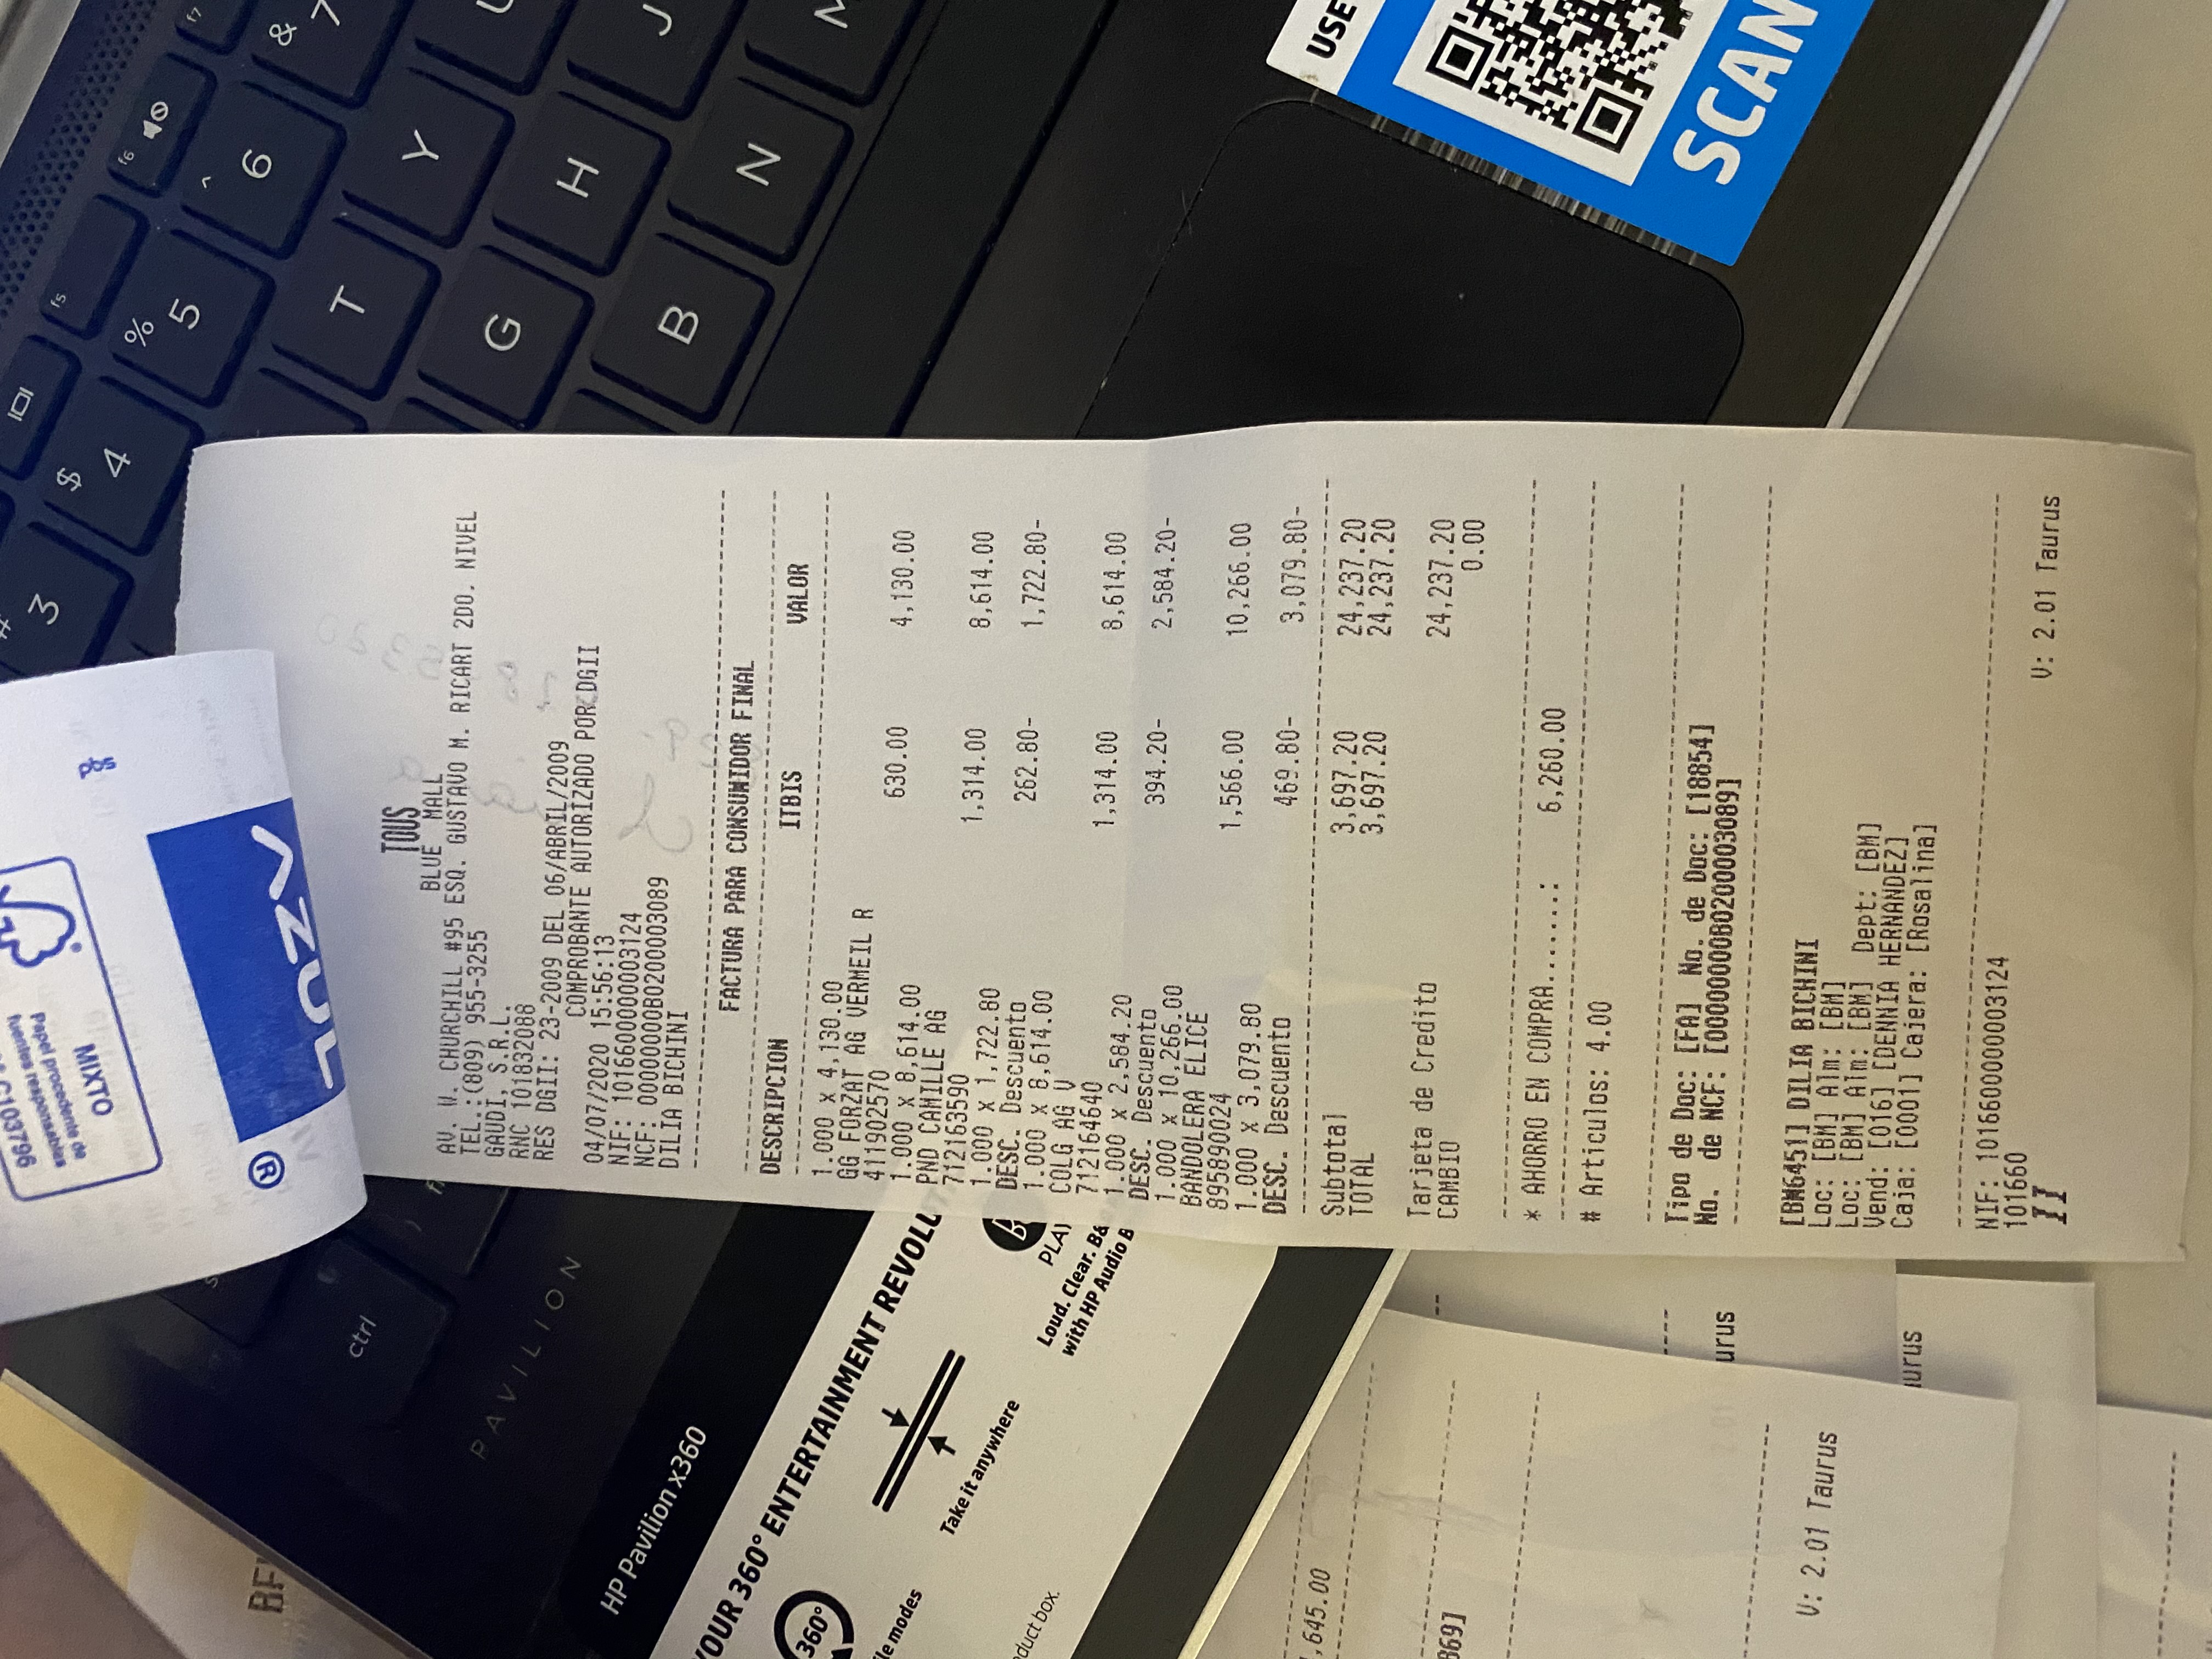 C103796
fuentes responsables
Papel procedente de
MIXTO
pbs
AZUL
®
TOUS
BLUE MALL
AV. W. CHURCHILL #95 ESQ. GUSTAVO M. RICART 2DO. NIVEL
TEL.:(809) 955-3255
GAUDI, S.R.L.
RNC 101832088
RES DGII: 23-2009 DEL 06/ABRIL/2009
COMPROBANTE AUTORIZADO POR DGII
04/07/2020 15:56:13
NIF: 1016600000003124
NCF: 00000000B0200003089
DILIA BICHINI
FACTURA PARA CONSUMIDOR FINAL
DESCRIPCION ITBIS VALOR
1.000 x 4,130.00
GG FORZAT AG VERMEIL R
411902570 630.00 4,130.00
1.000 x 8,614.00
PND CAMILLE AG
712163590 1,314.00 8,614.00
1.000 x 1,722.80
DESC. Descuento 262.80- 1,722.80-
1.000 x 8,614.00
COLG AG V
712164640 1,314.00 8,614.00
1.000 x 2,584.20
DESC. Descuento 394.20- 2,584.20-
1.000 x 10,266.00
BANDOLERA ELICE
895890024 1,566.00 10,266.00
1.000 x 3,079.80
DESC. Descuento 469.80- 3,079.80-
Subtotal 3,697.20 24,237.20
TOTAL 3,697.20 24,237.20
Tarjeta de Credito 24,237.20
CAMBIO 0.00
* AHORRO EN COMPRA.......: 6,260.00
# Articulos: 4.00
Tipo de Doc: [FA] No. de Doc: [18854]
No. de NCF: [00000000B0200003089]
[BM6451] DILIA BICHINI
Loc: [BM] Alm: [BM]
Loc: [BM] Alm: [BM] Dept: [BM]
Vend: [016] [DENNIA HERNANDEZ]
Caja: [0001] Cajera: [Rosalina]
NIF: 1016600000003124
101660
II
V: 2.01 Taurus
ctrl
PAVILION
HP Pavilion x360
YOUR 360° ENTERTAINMENT REVOLU
360°
le modes
Take it anywhere
duct box.
PLAY
Loud. Clear. B&
with HP Audio B
,645.00
869]
V: 2.01 Taurus
urus
urus
# 3
$ 4
% 5
^ 6
& 7
f5
f6
f7
T
Y
G
H
J
B
N
M
USE
SCAN